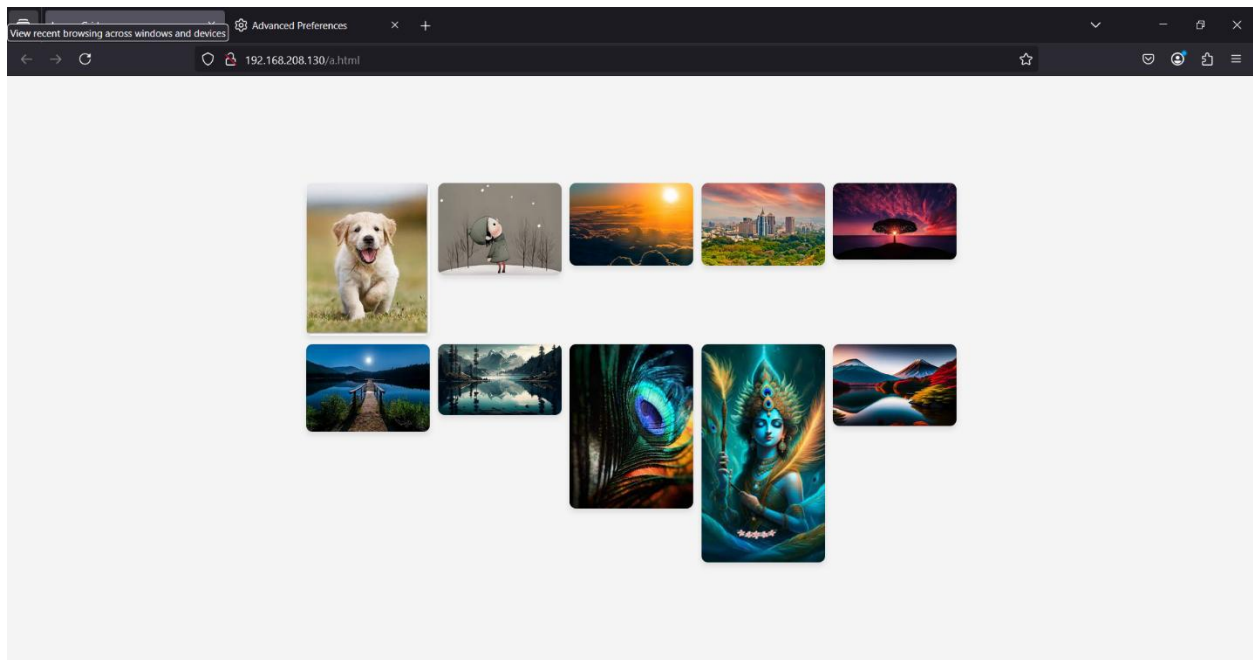 View recent browsing across windows and devices
Advanced Preferences
192.168.208.130/a.html